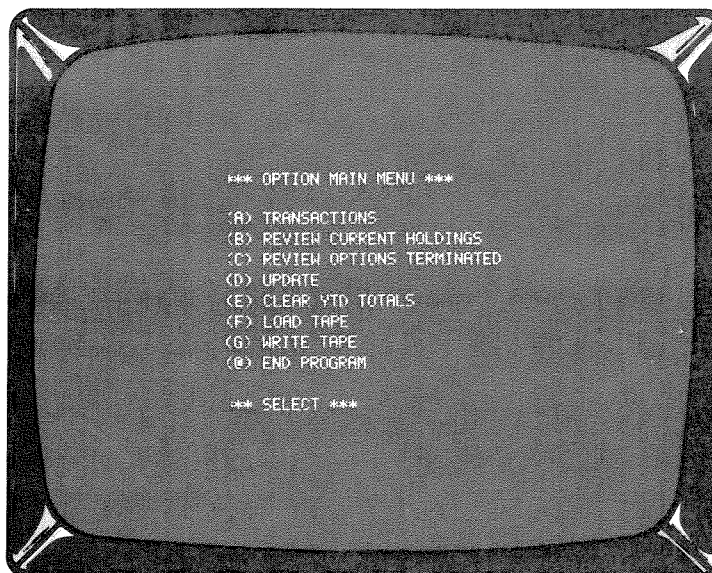 *** OPTION MAIN MENU ***
(A) TRANSACTIONS
(B) REVIEW CURRENT HOLDINGS
(C) REVIEW OPTIONS TERMINATED
(D) UPDATE
(E) CLEAR YTD TOTALS
(F) LOAD TAPE
(G) WRITE TAPE
(@) END PROGRAM
*** SELECT ***